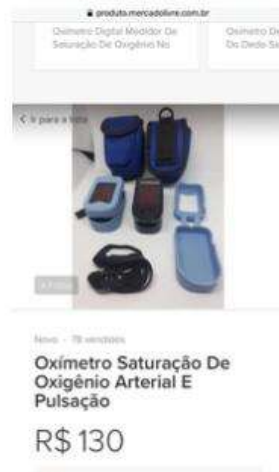 produto.mercadolivre.com.br
Oxímetro Digital Medidor De
Saturação De Oxigênio No
Oxímetro De
Do Dedo Sa
Ir para a lista
Novo - 78 vendidos
Oxímetro Saturação De
Oxigênio Arterial E
Pulsação
R$ 130